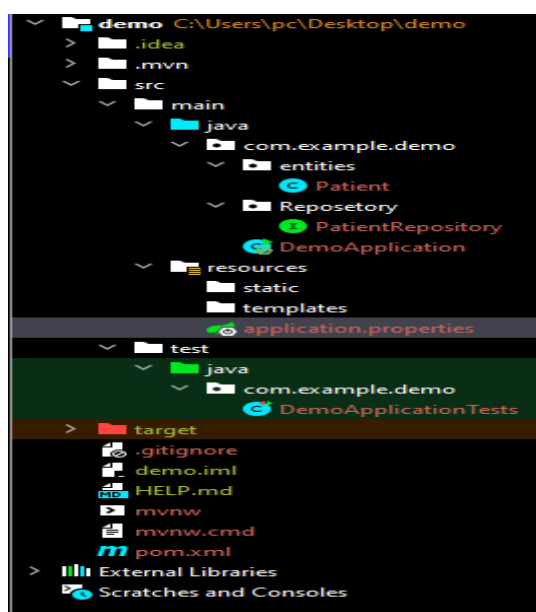 demo C:\Users\pc\Desktop\demo
.idea
.mvn
src
main
java
com.example.demo
entities
C Patient
Reposetory
I PatientRepository
DemoApplication
resources
static
templates
application.properties
test
java
com.example.demo
DemoApplicationTests
target
.gitignore
demo.iml
MD HELP.md
mvnw
mvnw.cmd
m pom.xml
External Libraries
Scratches and Consoles